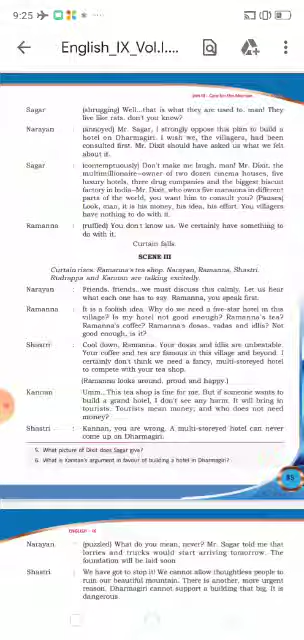 9:25
English_IX_Vol.I....
Sagar : (shrugging) Well...that is what they are used to, man! They
live like rats, don't you know?
Narayan : (annoyed) Mr. Sagar, I strongly oppose this plan to build a
hotel on Dharmagiri. I wish we, the villagers, had been
consulted first. Mr. Dixit should have asked us what we felt
about it.
Sagar : (contemptuously) Don't make me laugh, man! Mr. Dixit, the
multimillionaire-owner of two dozen cinema houses, five
luxury hotels, three drug companies and the biggest biscuit
factory in India-Mr. Dixit, who owns five mansions in different
parts of the world, you want him to consult you? (Pauses)
Look, man, it is his money, his idea, his effort. You villagers
have nothing to do with it.
Ramanna : (ruffled) You don't know us. We certainly have something to
do with it.
Curtain falls.
SCENE III
Curtain rises. Ramanna's tea shop. Narayan, Ramanna, Shastri,
Rudrappa and Kannan are talking excitedly.
Narayan : Friends, friends...we must discuss this calmly. Let us hear
what each one has to say. Ramanna, you speak first.
Ramanna : It is a foolish idea. Why do we need a five-star hotel in this
village? Is my hotel not good enough? Ramanna's tea?
Ramanna's coffee? Ramanna's dosas, vadas and idlis? Not
good enough, is it?
Shastri : Cool down, Ramanna. Your dosas and idlis are unbeatable.
Your coffee and tea are famous in this village and beyond. I
certainly don't think we need a fancy, multi-storeyed hotel
to compete with your tea shop.
(Ramanna looks around, proud and happy.)
Kannan : Umm...This tea shop is fine for me. But if someone wants to
build a grand hotel, I don't see any harm. It will bring in
tourists. Tourists mean money; and who does not need
money?
Shastri : Kannan, you are wrong. A multi-storeyed hotel can never
come up on Dharmagiri.
5. What picture of Dixit does Sagar give?
6. What is Kannan's argument in favour of building a hotel in Dharmagiri?
85
ENGLISH - IX
Narayan : (puzzled) What do you mean, never? Mr. Sagar told me that
lorries and trucks would start arriving tomorrow. The
foundation will be laid soon.
Shastri : We have got to stop it! We cannot allow thoughtless people to
ruin our beautiful mountain. There is another, more urgent
reason. Dharmagiri cannot support a building that big. It is
dangerous.